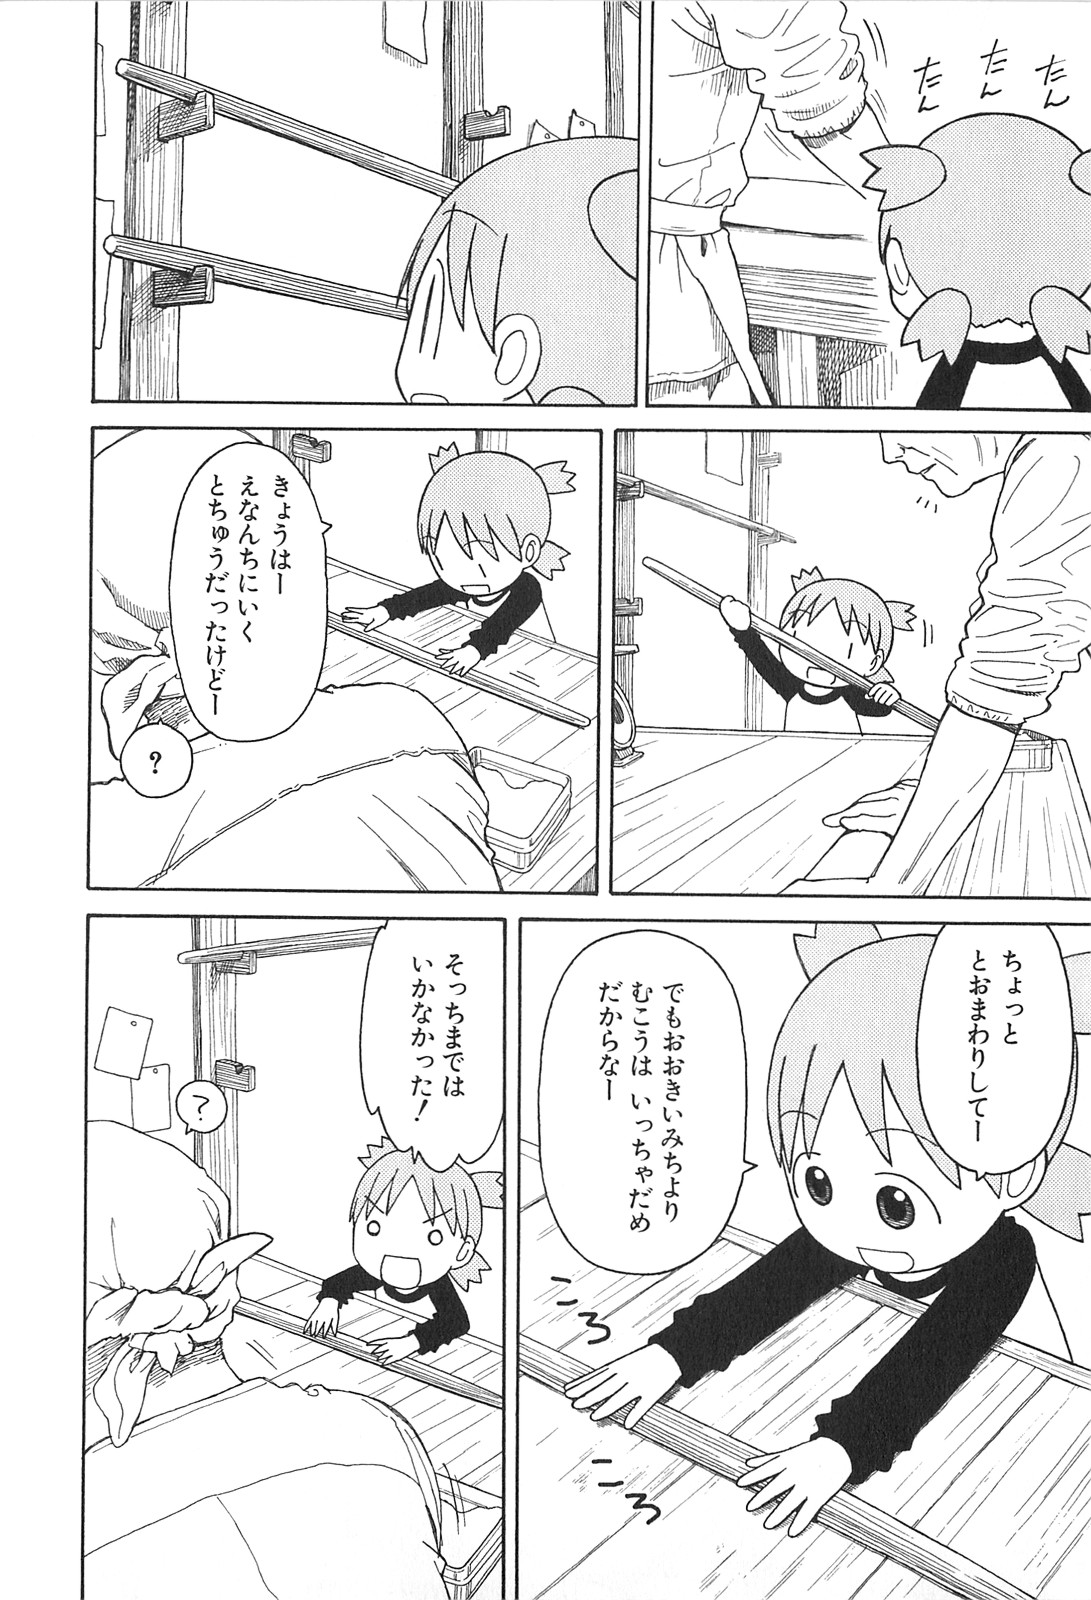 たん
たん
たん
きょうはー
えなんちにいく
とちゅうだったけどー
?
ちょっと
とおまわりしてー
でもおおきいみちより
むこうは いっちゃだめ
だからなー
ころ
ころ
そっちまでは
いかなかった!
?